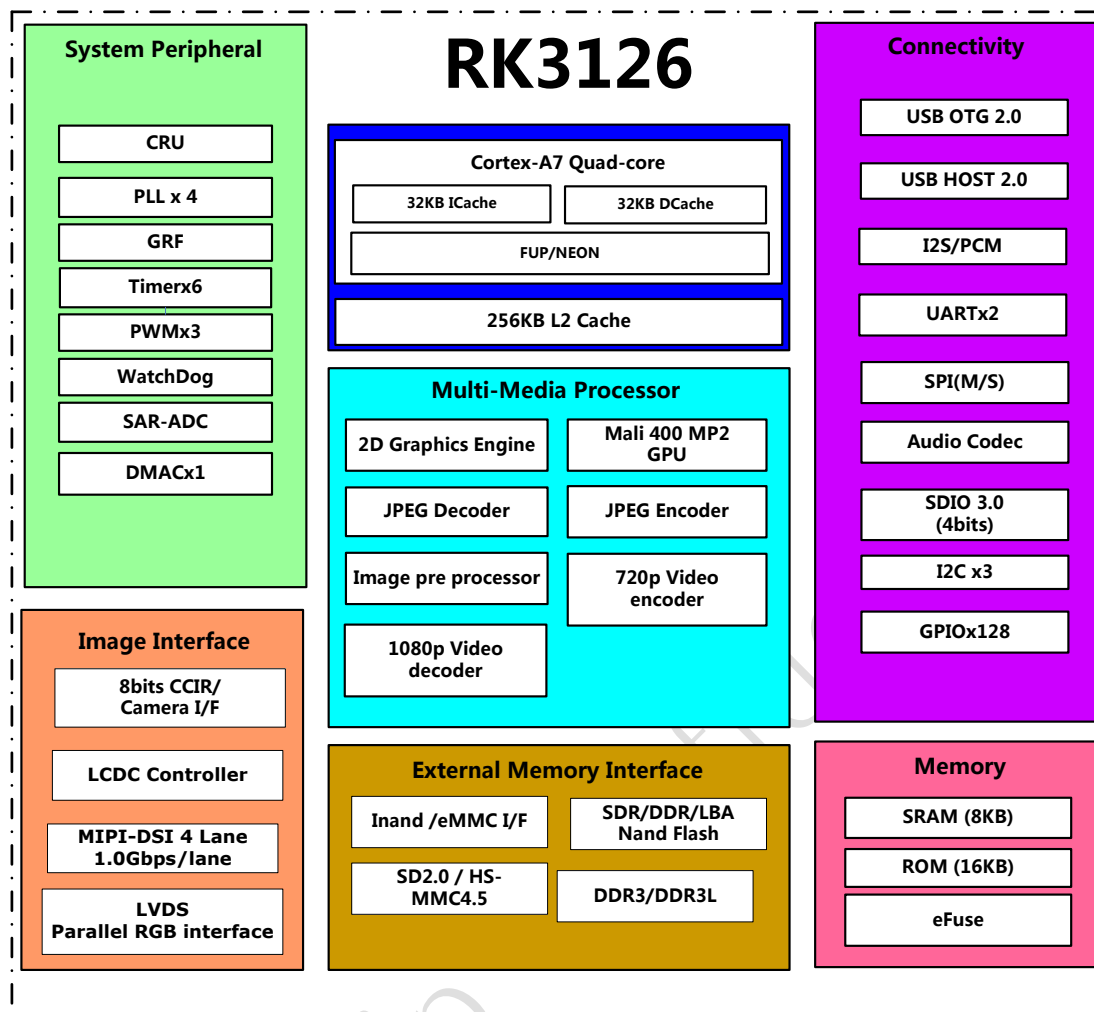 RK3126
System Peripheral
CRU
PLL x 4
GRF
Timerx6
PWMx3
WatchDog
SAR-ADC
DMACx1
Image Interface
8bits CCIR/
Camera I/F
LCDC Controller
MIPI-DSI 4 Lane
1.0Gbps/lane
LVDS
Parallel RGB interface
Cortex-A7 Quad-core
32KB ICache
32KB DCache
FUP/NEON
256KB L2 Cache
Multi-Media Processor
2D Graphics Engine
Mali 400 MP2
GPU
JPEG Decoder
JPEG Encoder
Image pre processor
720p Video
encoder
1080p Video
decoder
External Memory Interface
Inand /eMMC I/F
SDR/DDR/LBA
Nand Flash
SD2.0 / HS-
MMC4.5
DDR3/DDR3L
Connectivity
USB OTG 2.0
USB HOST 2.0
I2S/PCM
UARTx2
SPI(M/S)
Audio Codec
SDIO 3.0
(4bits)
I2C x3
GPIOx128
Memory
SRAM (8KB)
ROM (16KB)
eFuse